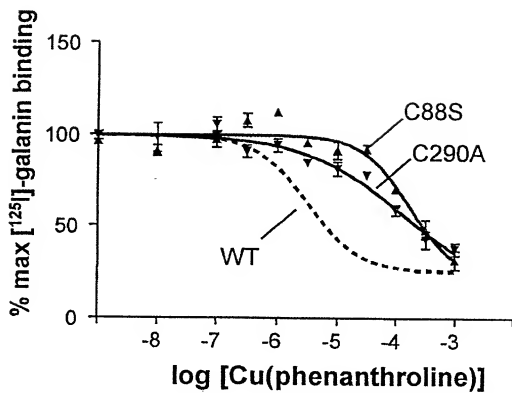 % max [¹²⁵I]-galanin binding
150
100
50
0
C88S
C290A
WT
-8 -7 -6 -5 -4 -3
log [Cu(phenanthroline)]